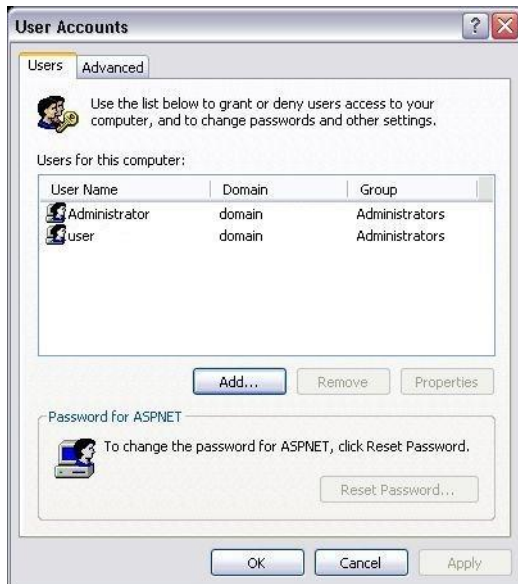 User Accounts
Users Advanced
Use the list below to grant or deny users access to your
computer, and to change passwords and other settings.
Users for this computer:
User Name Domain Group
Administrator domain Administrators
user domain Administrators
Add... Remove Properties
Password for ASPNET
To change the password for ASPNET, click Reset Password.
Reset Password...
OK Cancel Apply